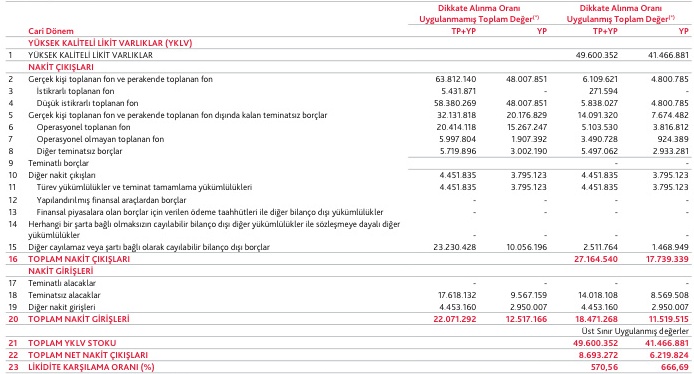 Dikkate Alınma Oranı Dikkate Alınma Oranı
Uygulanmamış Toplam Değer(*) Uygulanmış Toplam Değer(*)
Cari Dönem TP+YP YP TP+YP YP
YÜKSEK KALİTELİ LİKİT VARLIKLAR (YKLV)
1 YÜKSEK KALİTELİ LİKİT VARLIKLAR 49.600.352 41.466.881
NAKİT ÇIKIŞLARI
2 Gerçek kişi toplanan fon ve perakende toplanan fon 63.812.140 48.007.851 6.109.621 4.800.785
3 İstikrarlı toplanan fon 5.431.871 - 271.594 -
4 Düşük istikrarlı toplanan fon 58.380.269 48.007.851 5.838.027 4.800.785
5 Gerçek kişi toplanan fon ve perakende toplanan fon dışında kalan teminatsız borçlar 32.131.818 20.176.829 14.091.320 7.674.482
6 Operasyonel toplanan fon 20.414.118 15.267.247 5.103.530 3.816.812
7 Operasyonel olmayan toplanan fon 5.997.804 1.907.392 3.490.728 924.389
8 Diğer teminatsız borçlar 5.719.896 3.002.190 5.497.062 2.933.281
9 Teminatlı borçlar - -
10 Diğer nakit çıkışları 4.451.835 3.795.123 4.451.835 3.795.123
11 Türev yükümlülükler ve teminat tamamlama yükümlülükleri 4.451.835 3.795.123 4.451.835 3.795.123
12 Yapılandırılmış finansal araçlardan borçlar - - - -
13 Finansal piyasalara olan borçlar için verilen ödeme taahhütleri ile diğer bilanço dışı yükümlülükler - - - -
14 Herhangi bir şarta bağlı olmaksızın cayılabilir bilanço dışı diğer yükümlülükler ile sözleşmeye dayalı diğer
yükümlülükler - - - -
15 Diğer cayılamaz veya şartı bağlı olarak cayılabilir bilanço dışı borçlar 23.230.428 10.056.196 2.511.764 1.468.949
16 TOPLAM NAKİT ÇIKIŞLARI 27.164.540 17.739.339
NAKİT GİRİŞLERİ
17 Teminatlı alacaklar - - - -
18 Teminatsız alacaklar 17.618.132 9.567.159 14.018.108 8.569.508
19 Diğer nakit girişleri 4.453.160 2.950.007 4.453.160 2.950.007
20 TOPLAM NAKİT GİRİŞLERİ 22.071.292 12.517.166 18.471.268 11.519.515
Üst Sınır Uygulanmış değerler
21 TOPLAM YKLV STOKU 49.600.352 41.466.881
22 TOPLAM NET NAKİT ÇIKIŞLARI 8.693.272 6.219.824
23 LİKİDİTE KARŞILAMA ORANI (%) 570,56 666,69